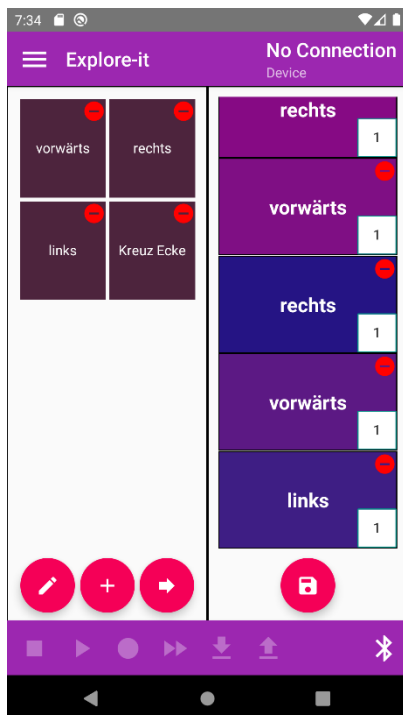 7:34
Explore-it
No Connection
Device
vorwärts
rechts
links
Kreuz Ecke
rechts
1
vorwärts
1
rechts
1
vorwärts
1
links
1